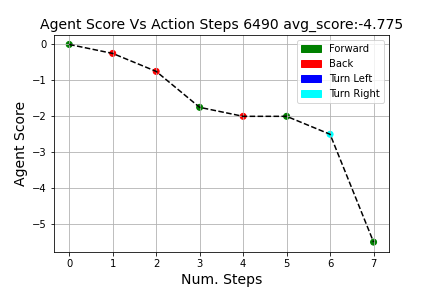 Agent Score Vs Action Steps 6490 avg_score:-4.775
Forward
Back
Turn Left
Turn Right
Agent Score
0
−1
−2
−3
−4
−5
0 1 2 3 4 5 6 7
Num. Steps